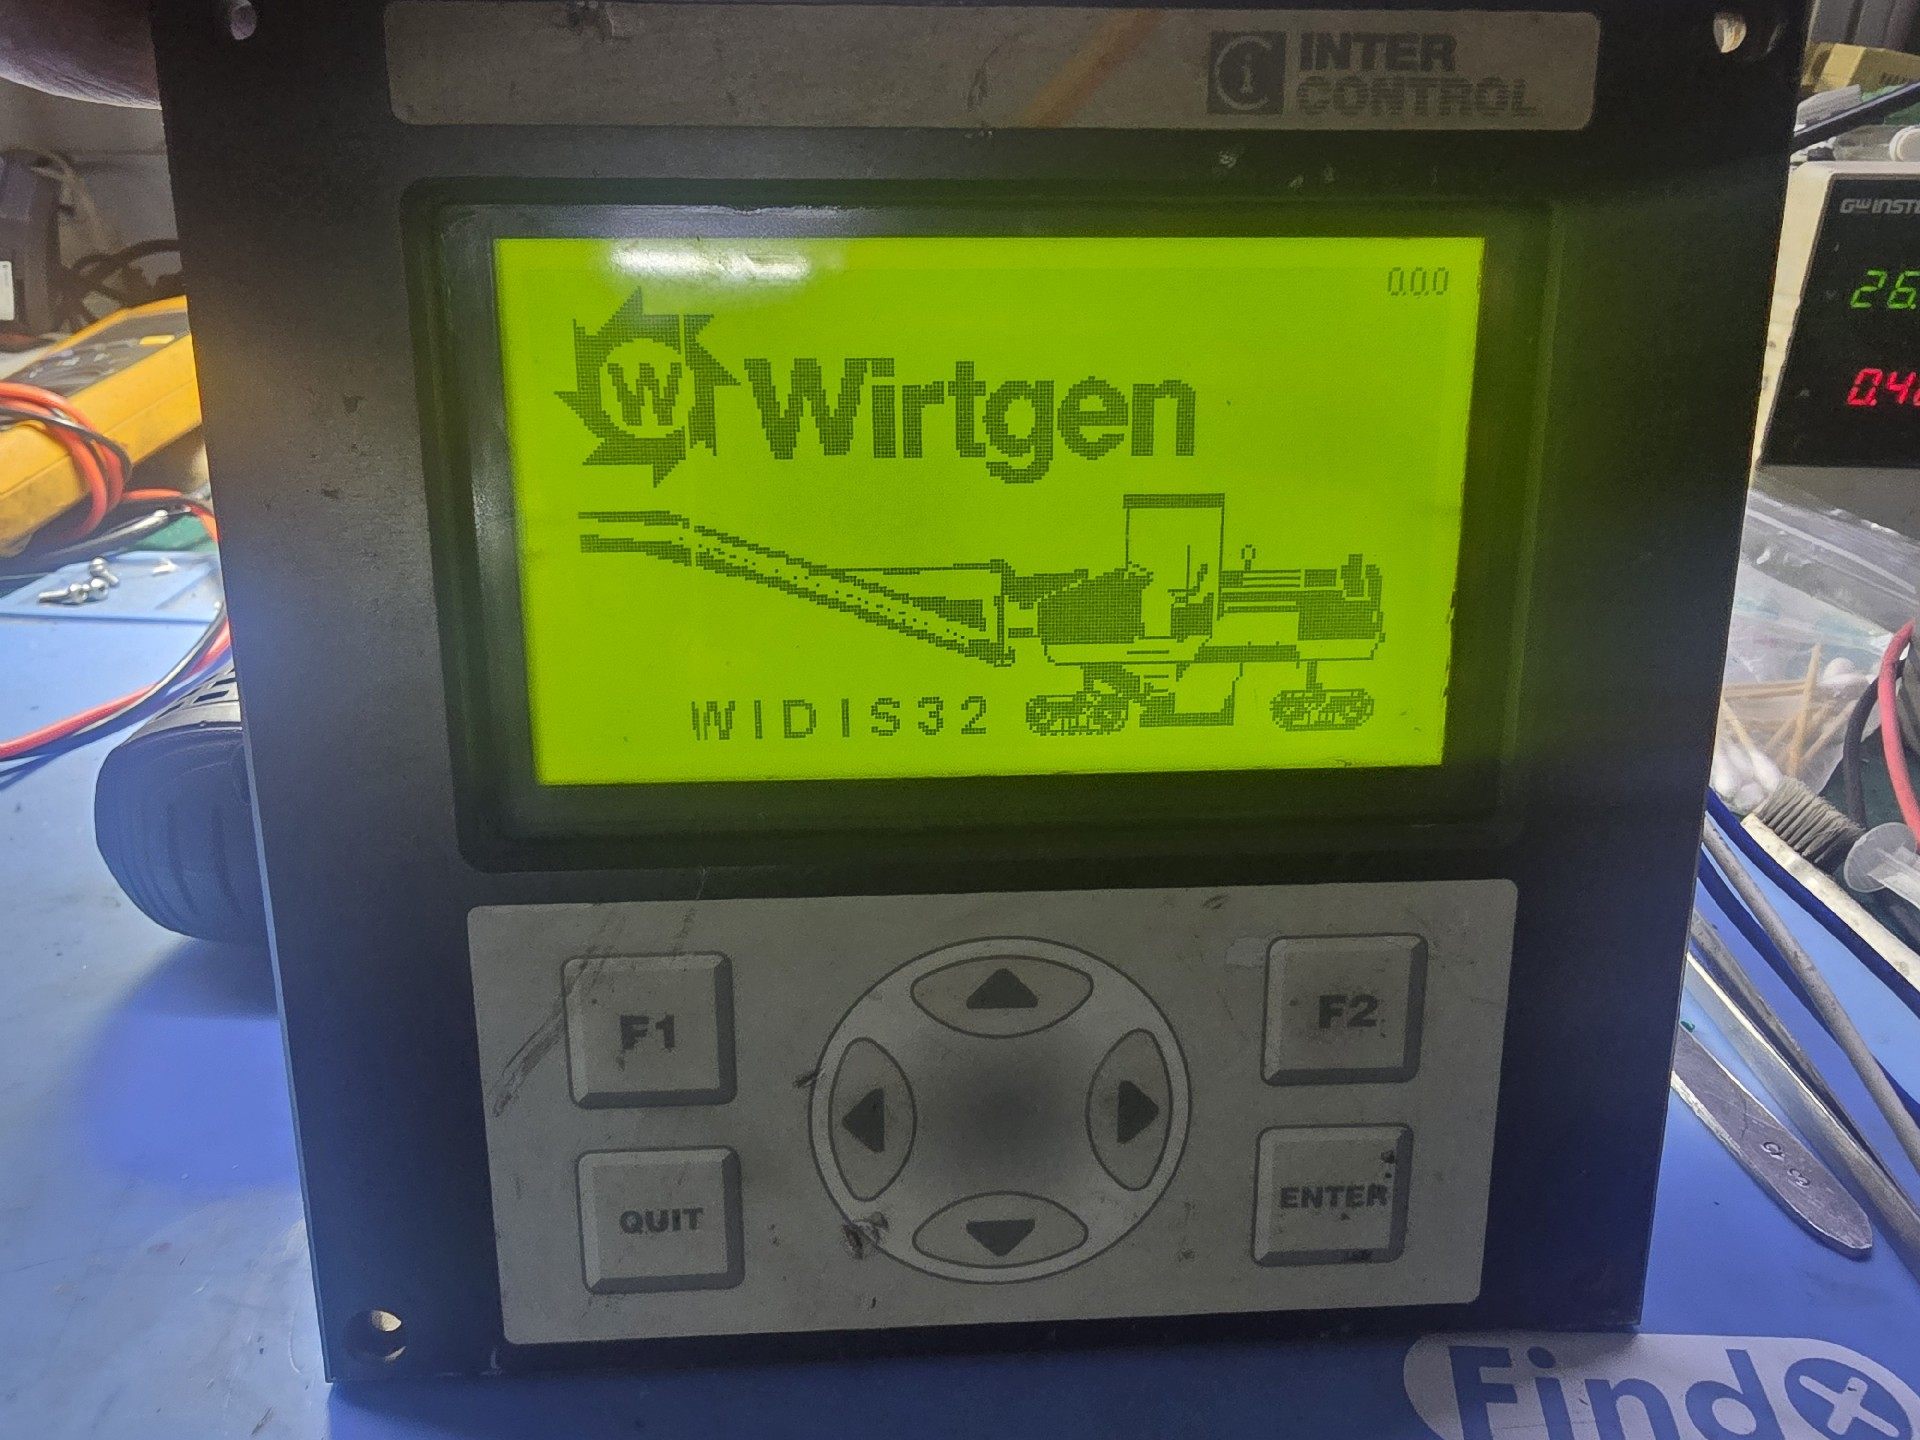 INTER
CONTROL
0.0.0
W
Wirtgen
WIDIS32
F1
F2
QUIT
ENTER
Find